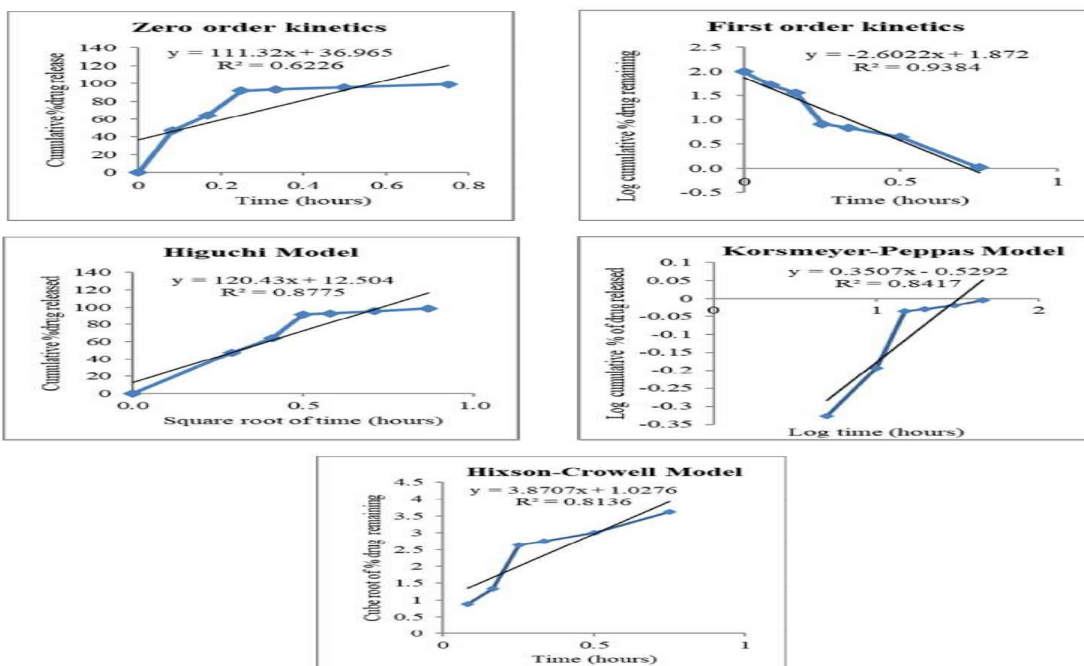 Zero order kinetics
y = 111.32x + 36.965
R² = 0.6226
Cumulative %drug release
140
120
100
80
60
40
20
0
0 0.2 0.4 0.6 0.8
Time (hours)
First order kinetics
y = -2.6022x + 1.872
R² = 0.9384
Log cumulative % drug remaining
2.5
2.0
1.5
1.0
0.5
0.0
-0.5
0 0.5 1
Time (hours)
Higuchi Model
y = 120.43x + 12.504
R² = 0.8775
Cumulative %drug released
140
120
100
80
60
40
20
0
0.0 0.5 1.0
Square root of time (hours)
Korsmeyer-Peppas Model
y = 0.3507x - 0.5292
R² = 0.8417
Log cumulative % of drug released
0.1
0.05
0
-0.05
-0.1
-0.15
-0.2
-0.25
-0.3
-0.35
0 1 2
Log time (hours)
Hixson-Crowell Model
y = 3.8707x + 1.0276
R² = 0.8136
Cube root of % drug remaining
4.5
4
3.5
3
2.5
2
1.5
1
0.5
0
0 0.5 1
Time (hours)